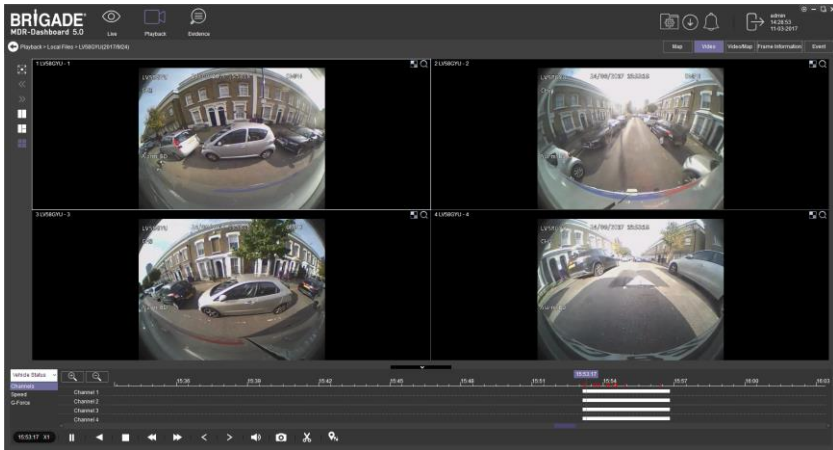 BRIGADE
MDR-Dashboard 5.0
Live
Playback
Evidence
admin
14:28:53
11-03-2017
Playback > Local Files > LV58GYU(2017/9/24)
Map
Video
Video/Map
Frame Information
Event
1 LV58GYU - 1
2 LV58GYU - 2
3 LV58GYU - 3
4 LV58GYU - 4
Vehicle Status
Channels
Speed
G-Force
15:53:17
15:36
15:39
15:42
15:45
15:48
15:51
15:54
15:57
16:00
16:03
Channel 1
Channel 2
Channel 3
Channel 4
15:53:17 X1